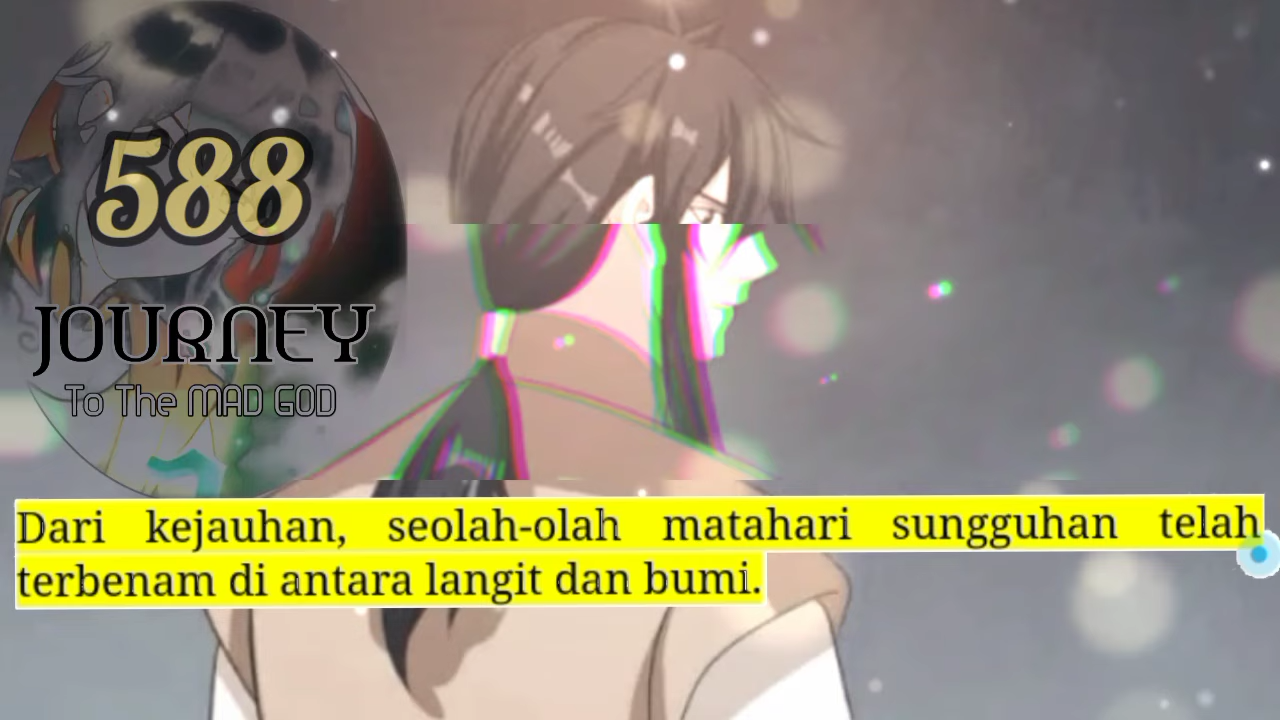 588
JOURNEY
To The MAD GOD
Dari kejauhan, seolah-olah matahari sungguhan telah
terbenam di antara langit dan bumi.